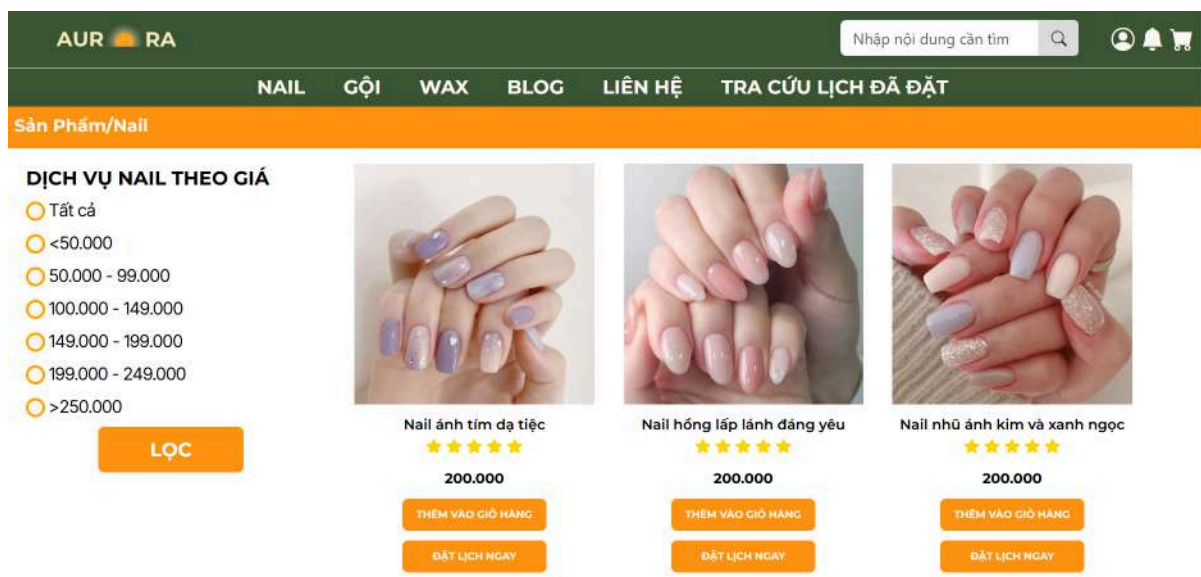 AUR RA
Nhập nội dung cần tìm
NAIL GỘI WAX BLOG LIÊN HỆ TRA CỨU LỊCH ĐÃ ĐẶT
Sản Phẩm/Nail
DỊCH VỤ NAIL THEO GIÁ
Tất cả
<50.000
50.000 - 99.000
100.000 - 149.000
149.000 - 199.000
199.000 - 249.000
>250.000
LỌC
Nail ánh tím dạ tiệc
200.000
THÊM VÀO GIỎ HÀNG
ĐẶT LỊCH NGAY
Nail hồng lấp lánh đáng yêu
200.000
THÊM VÀO GIỎ HÀNG
ĐẶT LỊCH NGAY
Nail nhũ ánh kim và xanh ngọc
200.000
THÊM VÀO GIỎ HÀNG
ĐẶT LỊCH NGAY